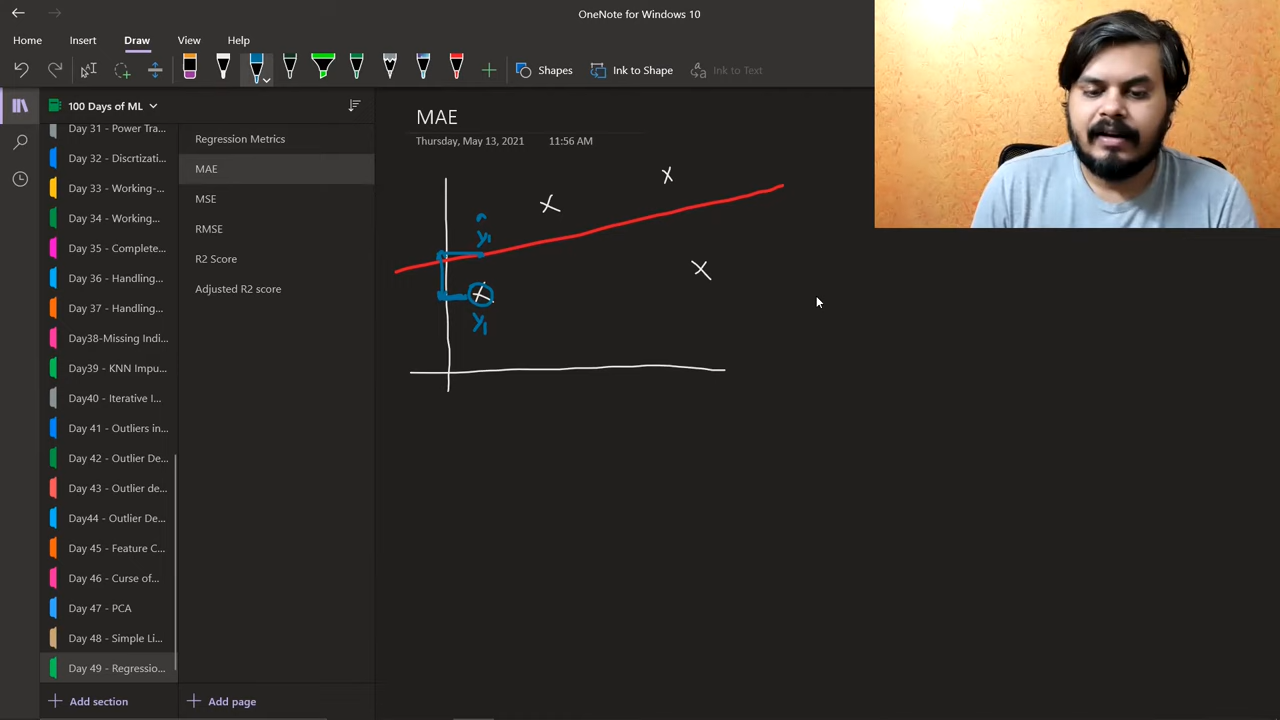 OneNote for Windows 10
Home Insert Draw View Help
Shapes Ink to Shape Ink to Text
100 Days of ML
Day 31 - Power Tra...
Day 32 - Discrtizati...
Day 33 - Working-...
Day 34 - Working...
Day 35 - Complete...
Day 36 - Handling...
Day 37 - Handling...
Day38-Missing Indi...
Day39 - KNN Impu...
Day40 - Iterative I...
Day 41 - Outliers in...
Day 42 - Outlier De...
Day 43 - Outlier de...
Day44 - Outlier De...
Day 45 - Feature C...
Day 46 - Curse of...
Day 47 - PCA
Day 48 - Simple Li...
Day 49 - Regressio...
Add section
Regression Metrics
MAE
MSE
RMSE
R2 Score
Adjusted R2 score
Add page
MAE
Thursday, May 13, 2021 11:56 AM
ŷ1
y1